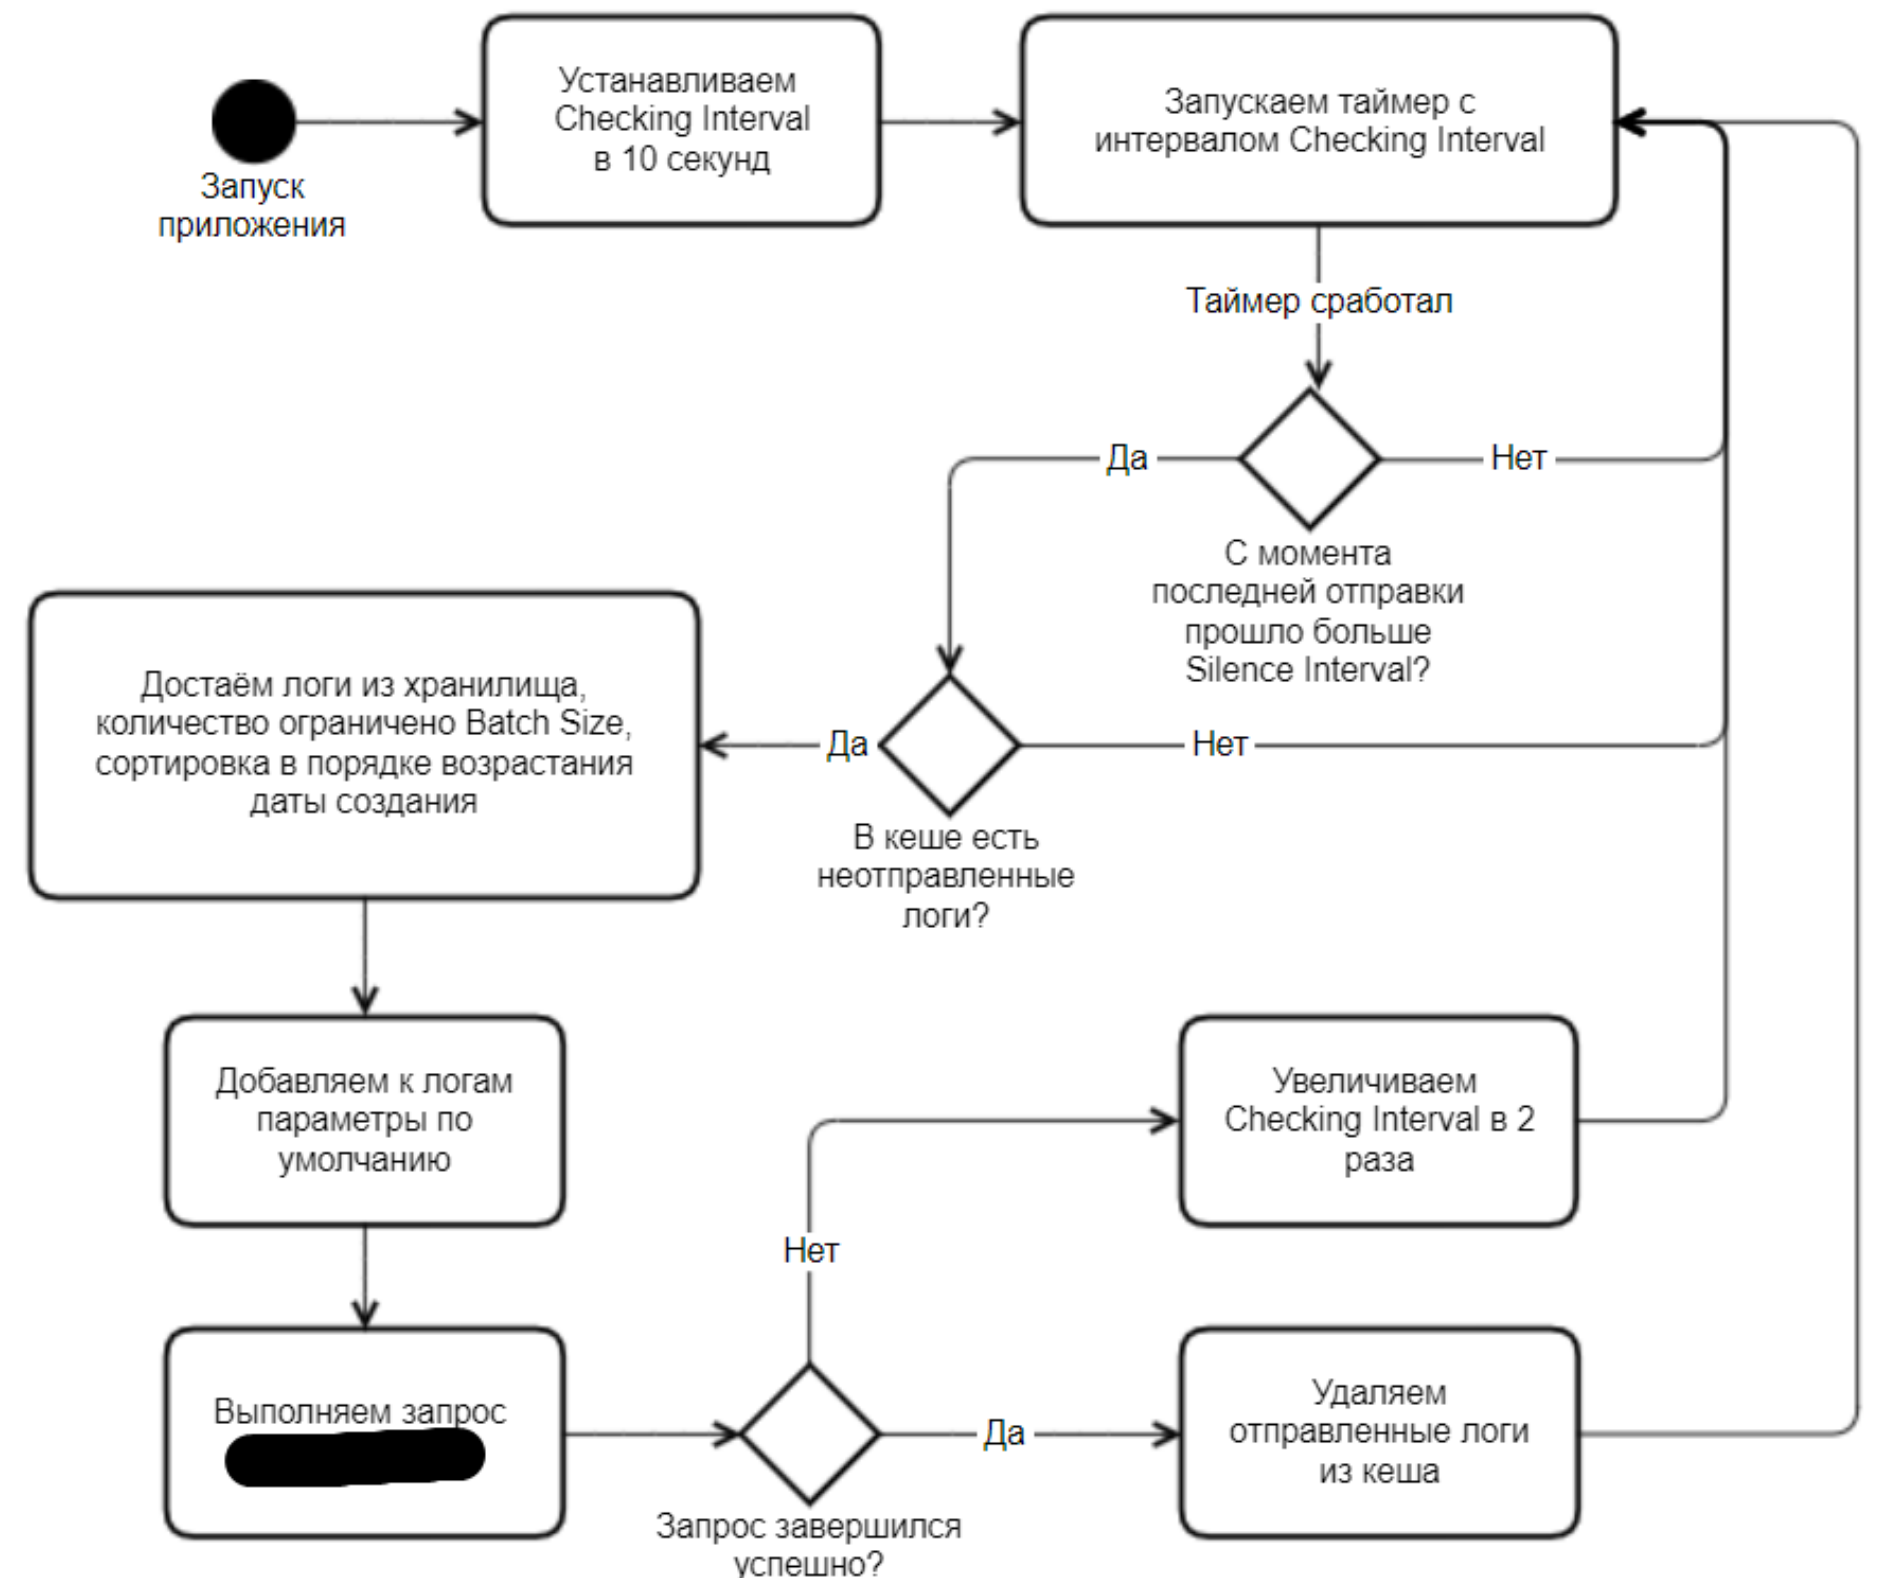 Запуск
приложения
Устанавливаем
Checking Interval
в 10 секунд
Запускаем таймер с
интервалом Checking Interval
Таймер сработал
Да
Нет
С момента
последней отправки
прошло больше
Silence Interval?
Достаём логи из хранилища,
количество ограничено Batch Size,
сортировка в порядке возрастания
даты создания
Да
Нет
В кеше есть
неотправленные
логи?
Добавляем к логам
параметры по
умолчанию
Выполняем запрос
Нет
Увеличиваем
Checking Interval в 2
раза
Да
Запрос завершился
успешно?
Удаляем
отправленные логи
из кеша